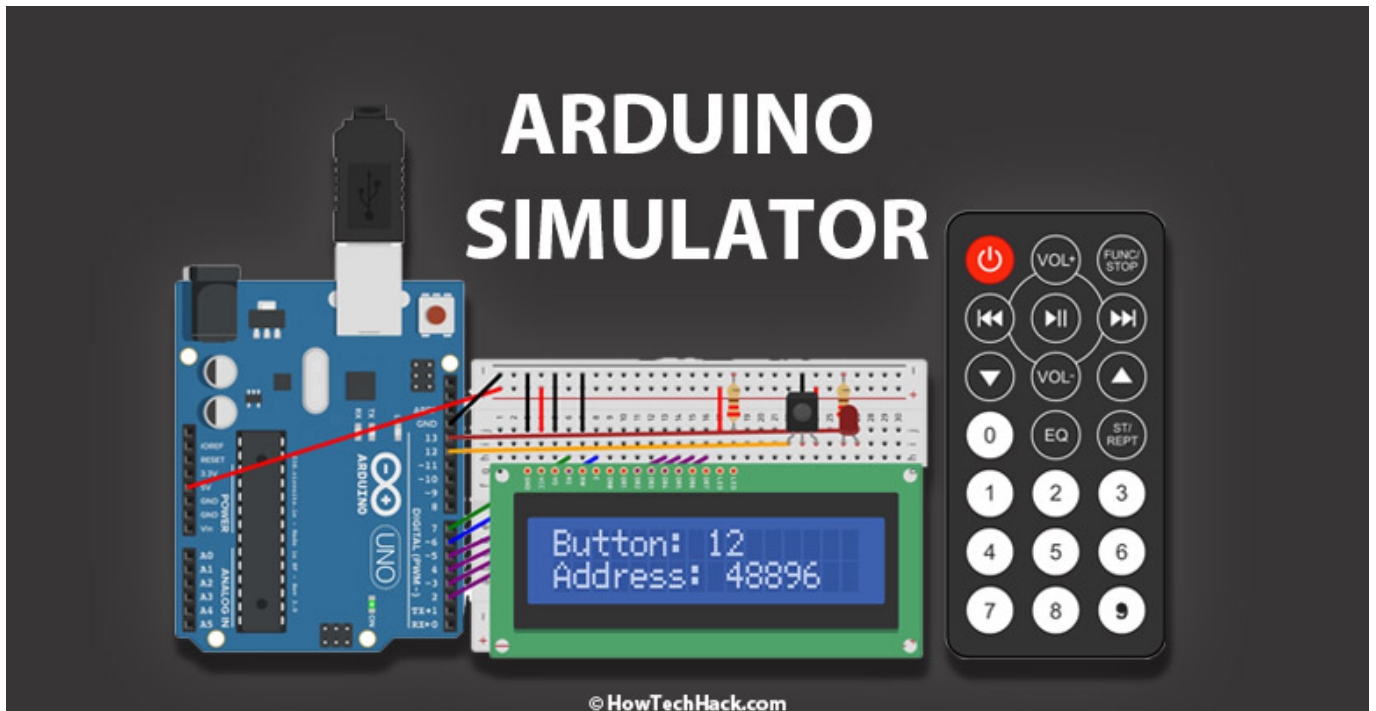 ARDUINO
SIMULATOR
GND
13
12
~11
~10
~9
8
7
~6
~5
4
~3
2
TX→1
RX←0
DIGITAL (PWM~)
TX
RX
L
ARDUINO
UNO
ON
IOREF
RESET
3.3V
5V
GND
GND
Vin
POWER
A0
A1
A2
A3
A4
A5
ANALOG IN
Button: 12
Address: 48896
VOL+
FUNC/
STOP
VOL-
0
EQ
ST/
REPT
1
2
3
4
5
6
7
8
9
© HowTechHack.com